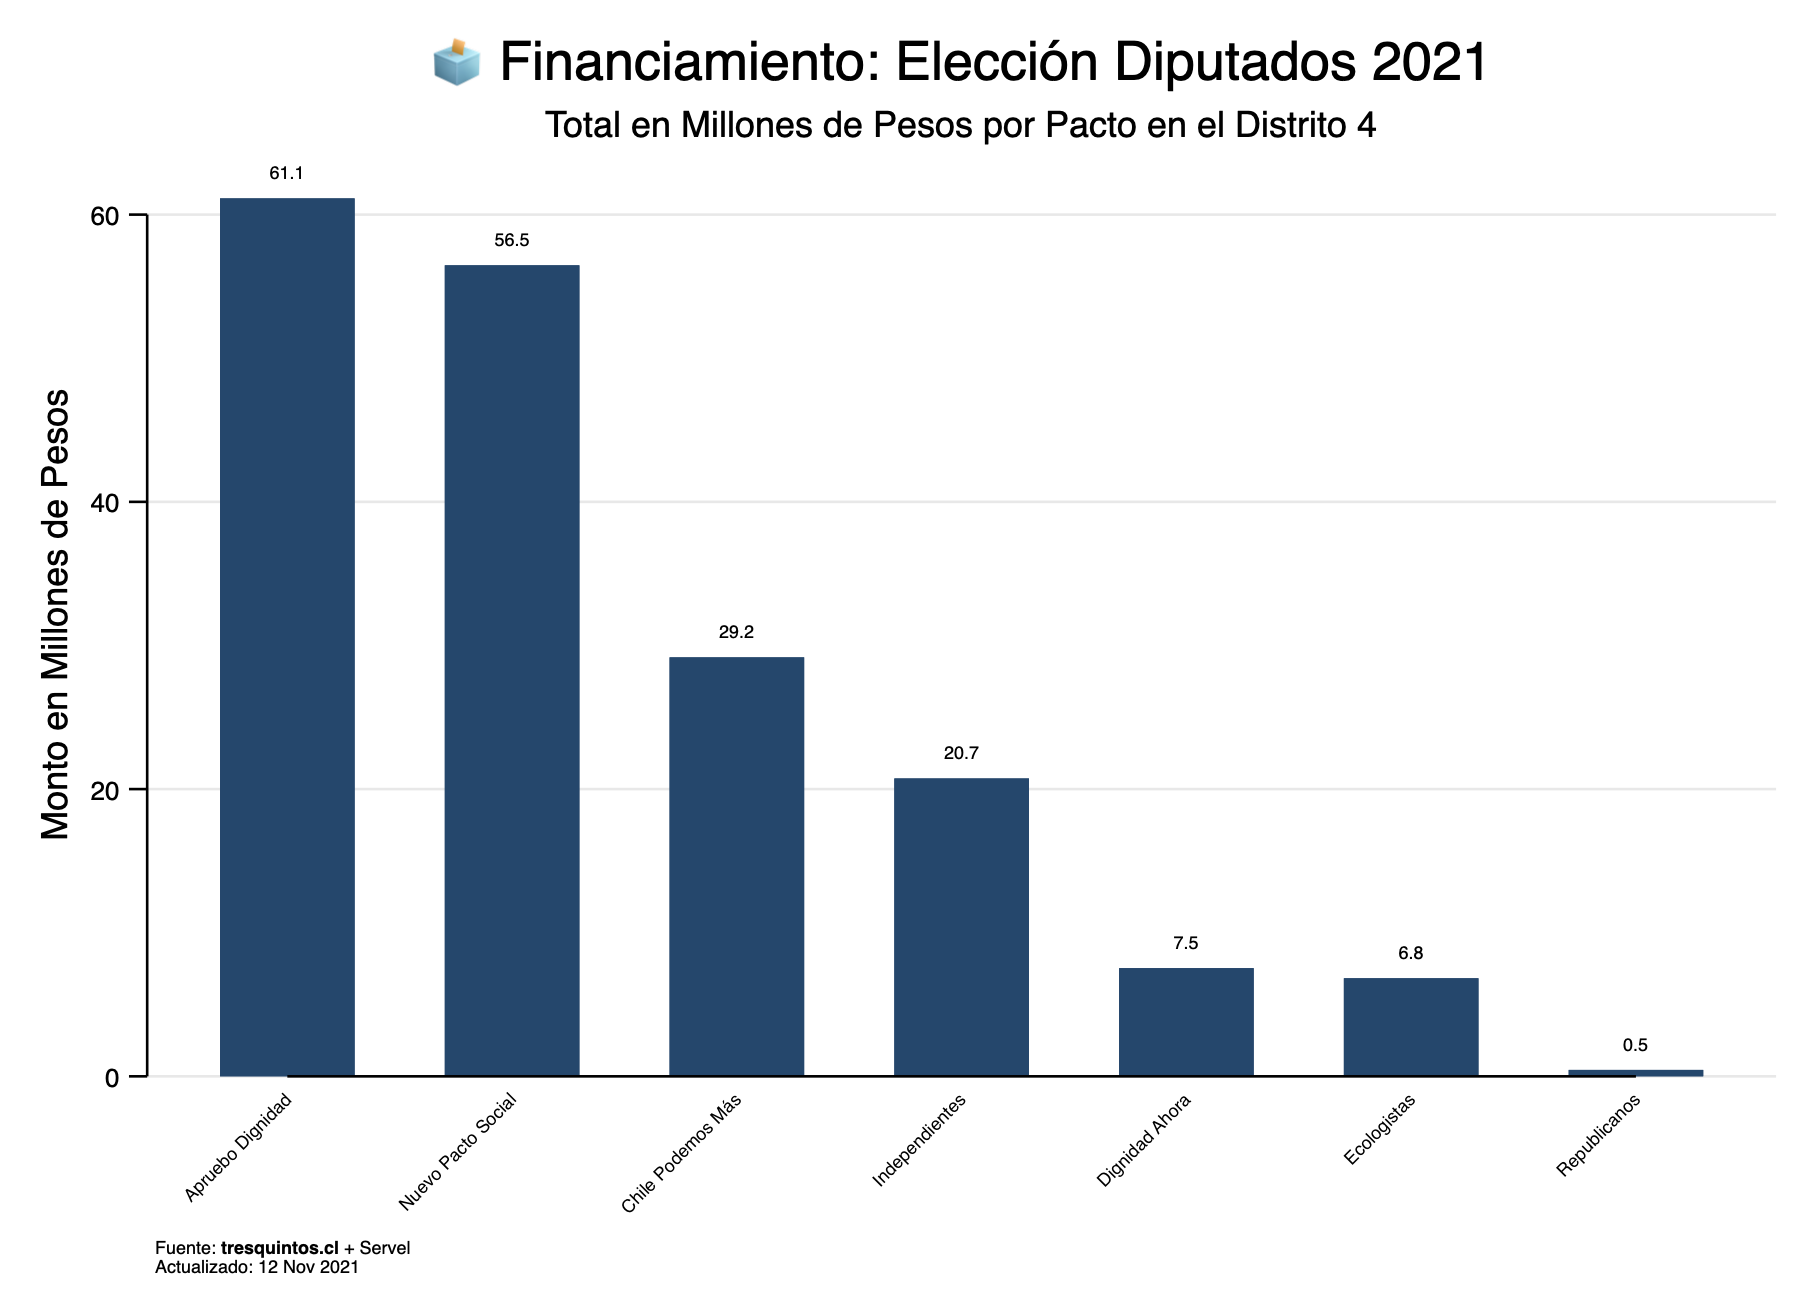 🗳️ Financiamiento: Elección Diputados 2021
Total en Millones de Pesos por Pacto en el Distrito 4
Monto en Millones de Pesos
60
40
20
0
61.1
56.5
29.2
20.7
7.5
6.8
0.5
Apruebo Dignidad
Nuevo Pacto Social
Chile Podemos Más
Independientes
Dignidad Ahora
Ecologistas
Republicanos
Fuente: tresquintos.cl + Servel
Actualizado: 12 Nov 2021